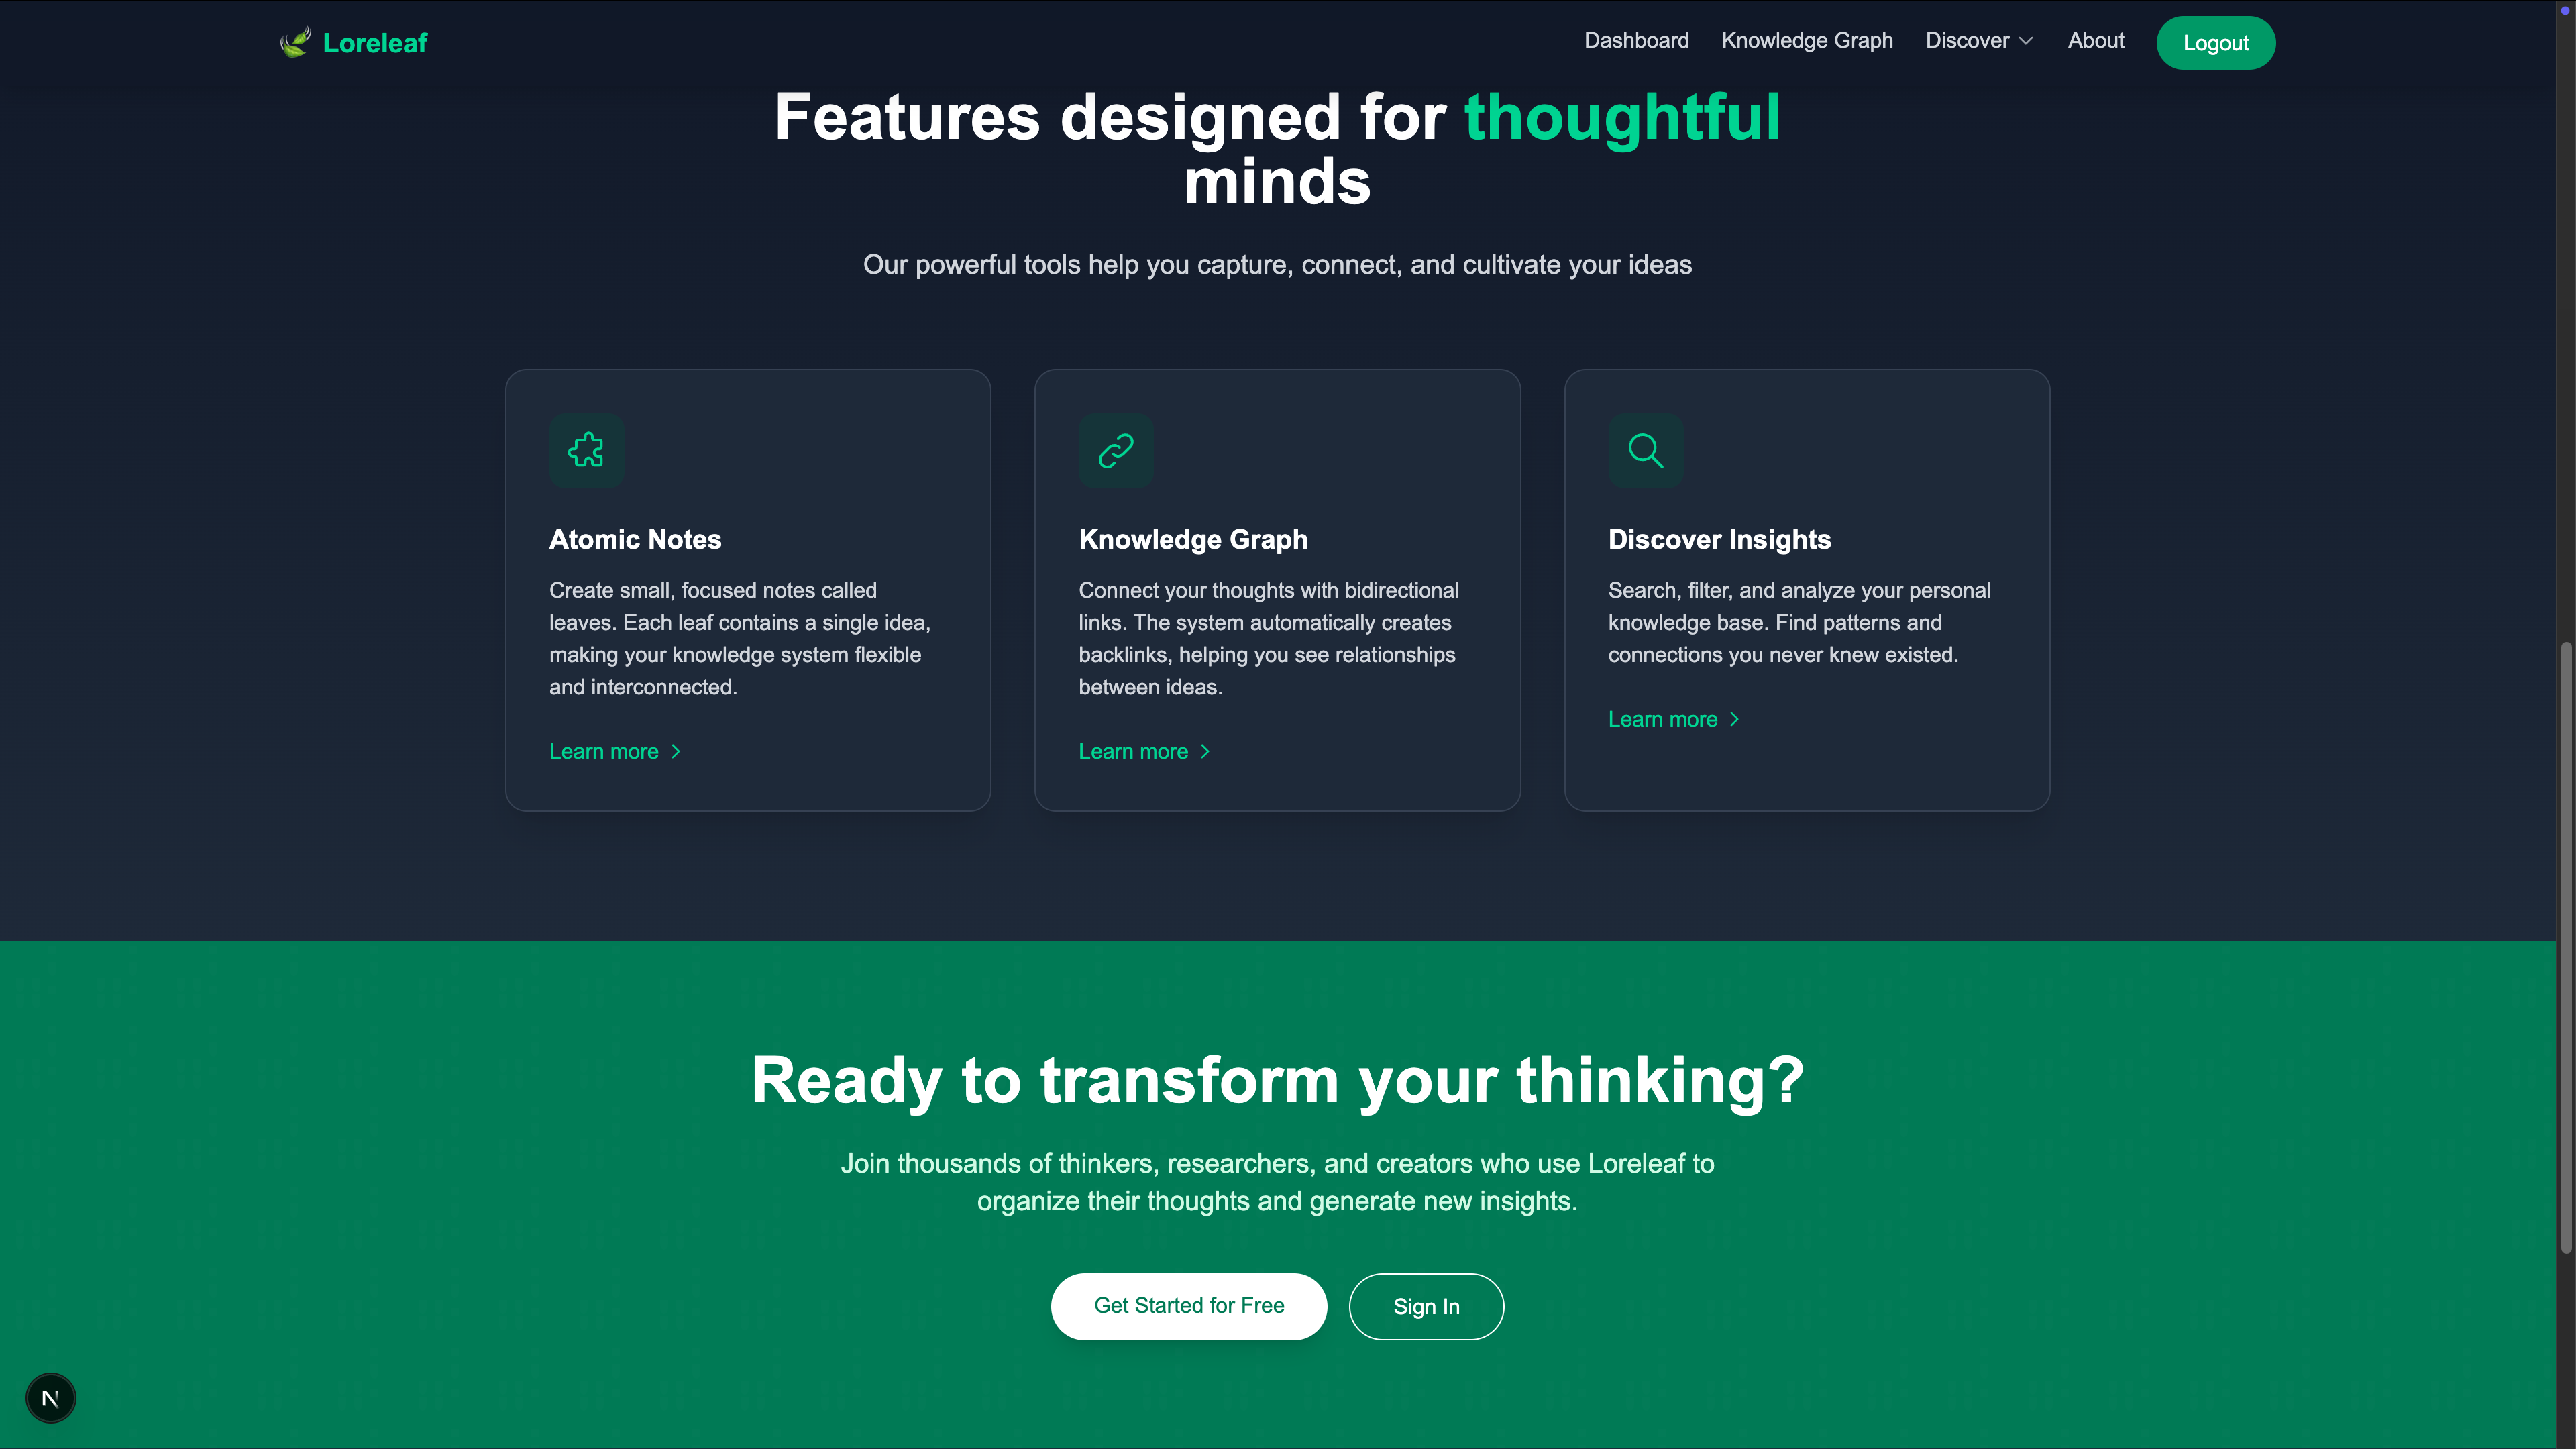 Loreleaf
Dashboard
Knowledge Graph
Discover
About
Logout
Features designed for thoughtful
minds
Our powerful tools help you capture, connect, and cultivate your ideas
Atomic Notes
Create small, focused notes called
leaves. Each leaf contains a single idea,
making your knowledge system flexible
and interconnected.
Learn more
Knowledge Graph
Connect your thoughts with bidirectional
links. The system automatically creates
backlinks, helping you see relationships
between ideas.
Learn more
Discover Insights
Search, filter, and analyze your personal
knowledge base. Find patterns and
connections you never knew existed.
Learn more
Ready to transform your thinking?
Join thousands of thinkers, researchers, and creators who use Loreleaf to
organize their thoughts and generate new insights.
Get Started for Free
Sign In
N